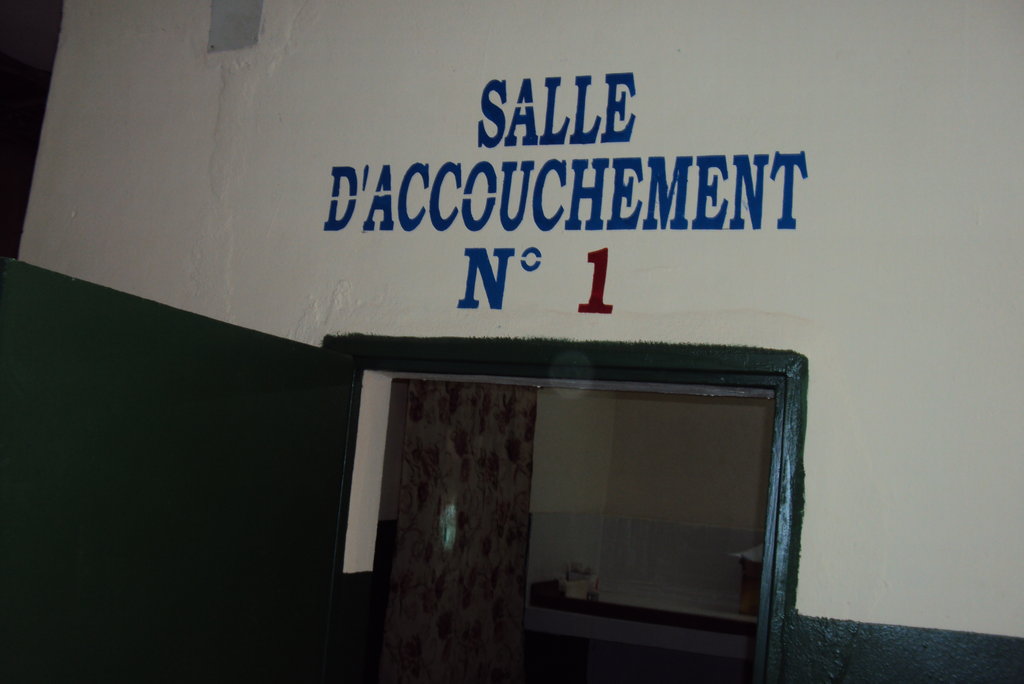 SALLE
D'ACCOUCHEMENT
N° 1